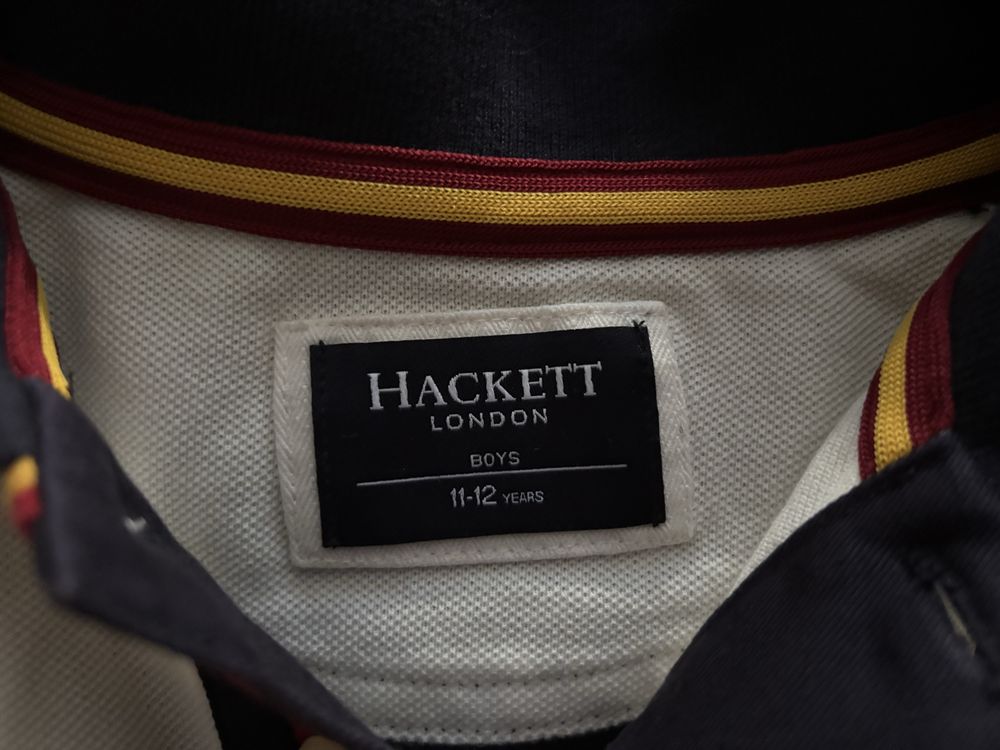 HACKETT
LONDON
BOYS
11-12 YEARS